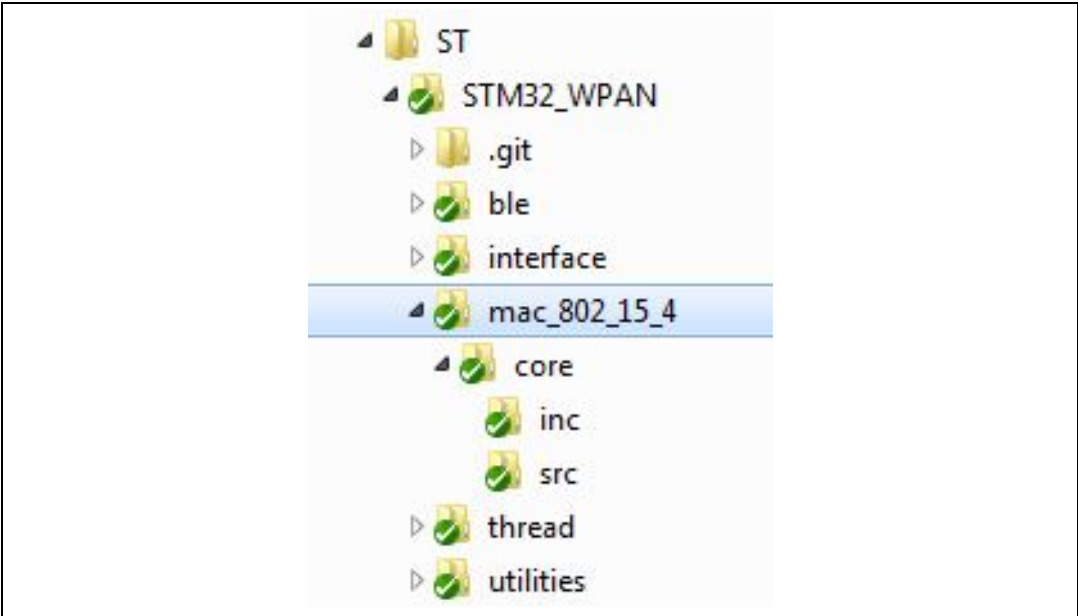 ST
STM32_WPAN
.git
ble
interface
mac_802_15_4
core
inc
src
thread
utilities